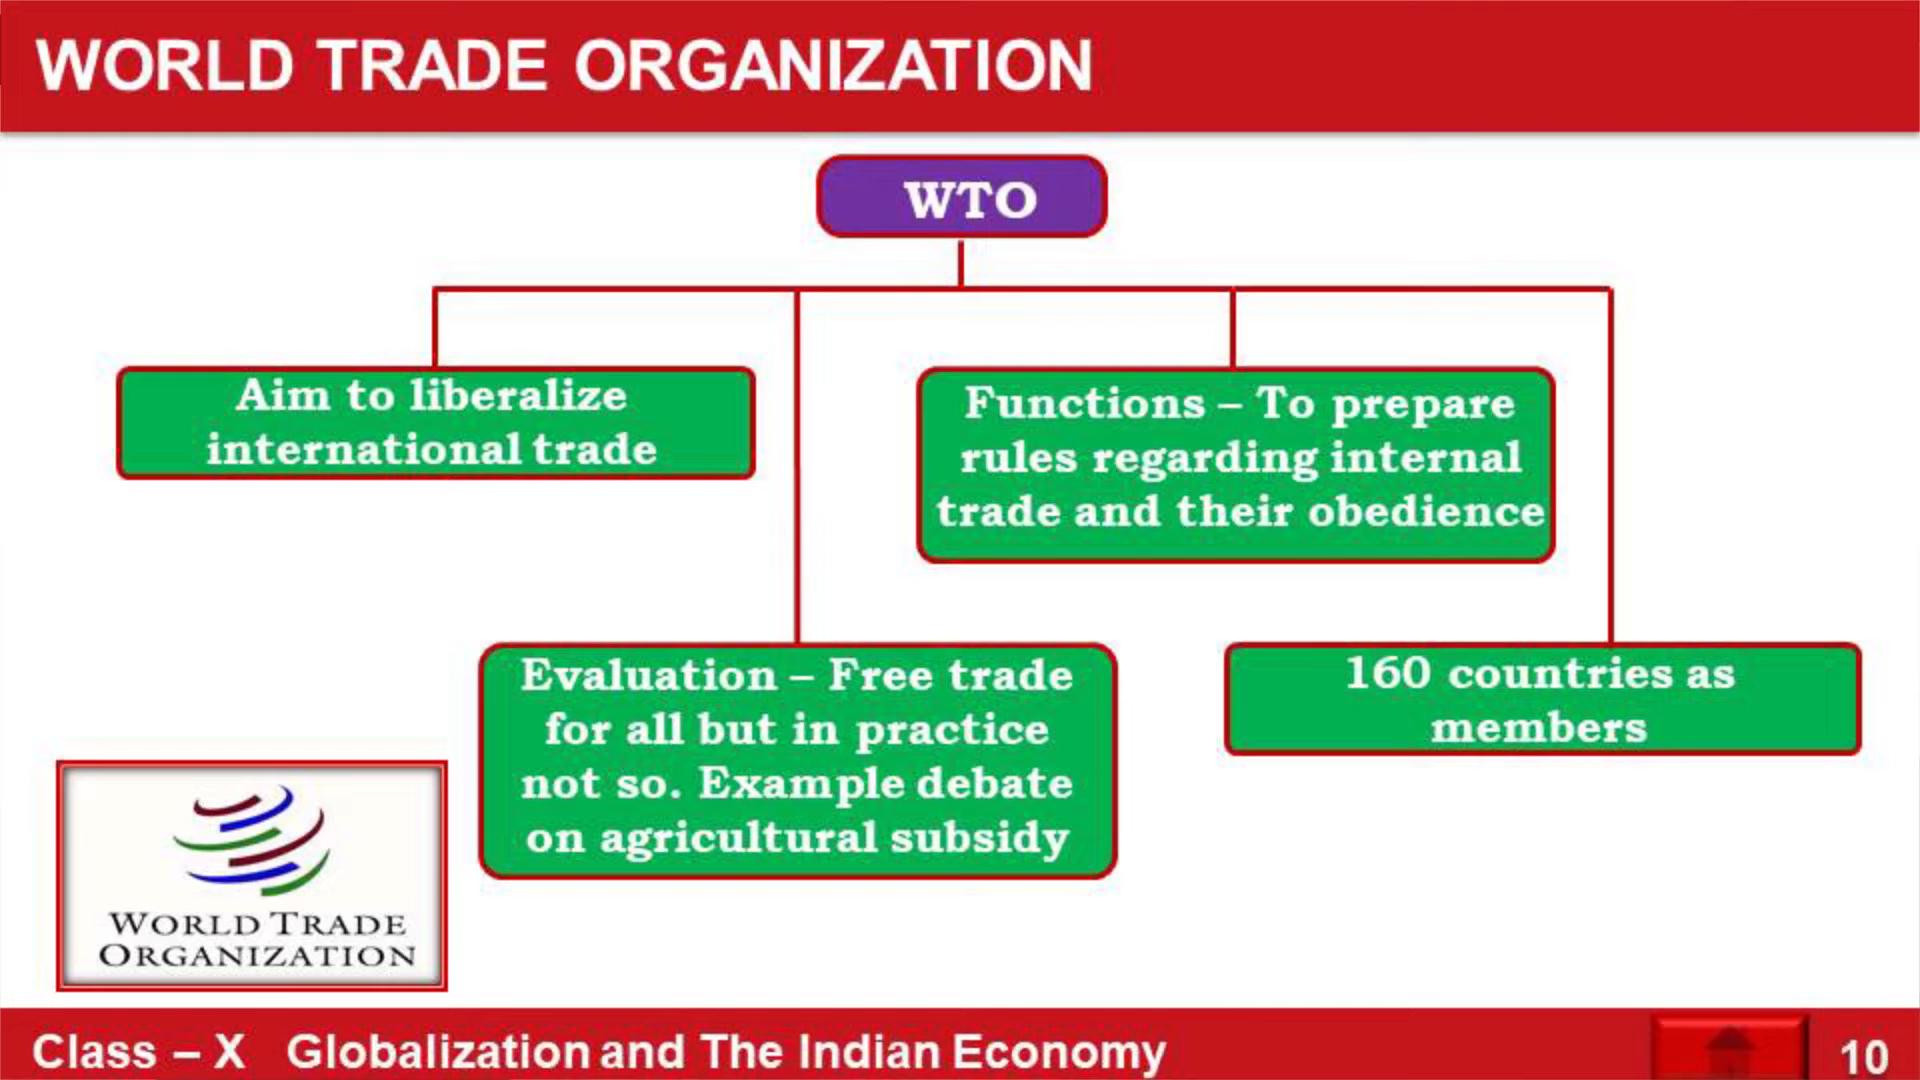 WORLD TRADE ORGANIZATION
WTO
Aim to liberalize
international trade
Functions – To prepare
rules regarding internal
trade and their obedience
Evaluation – Free trade
for all but in practice
not so. Example debate
on agricultural subsidy
160 countries as
members
WORLD TRADE
ORGANIZATION
Class – X Globalization and The Indian Economy
10